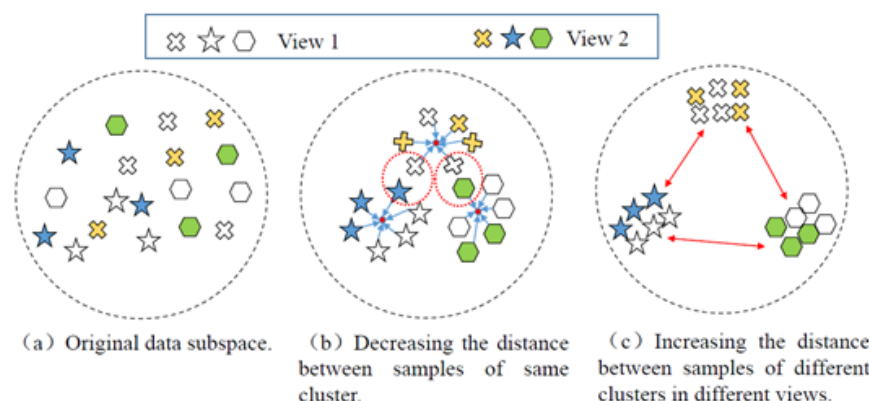 View 1
View 2
(a) Original data subspace.
(b) Decreasing the distance
between samples of same
cluster.
(c) Increasing the distance
between samples of different
clusters in different views.